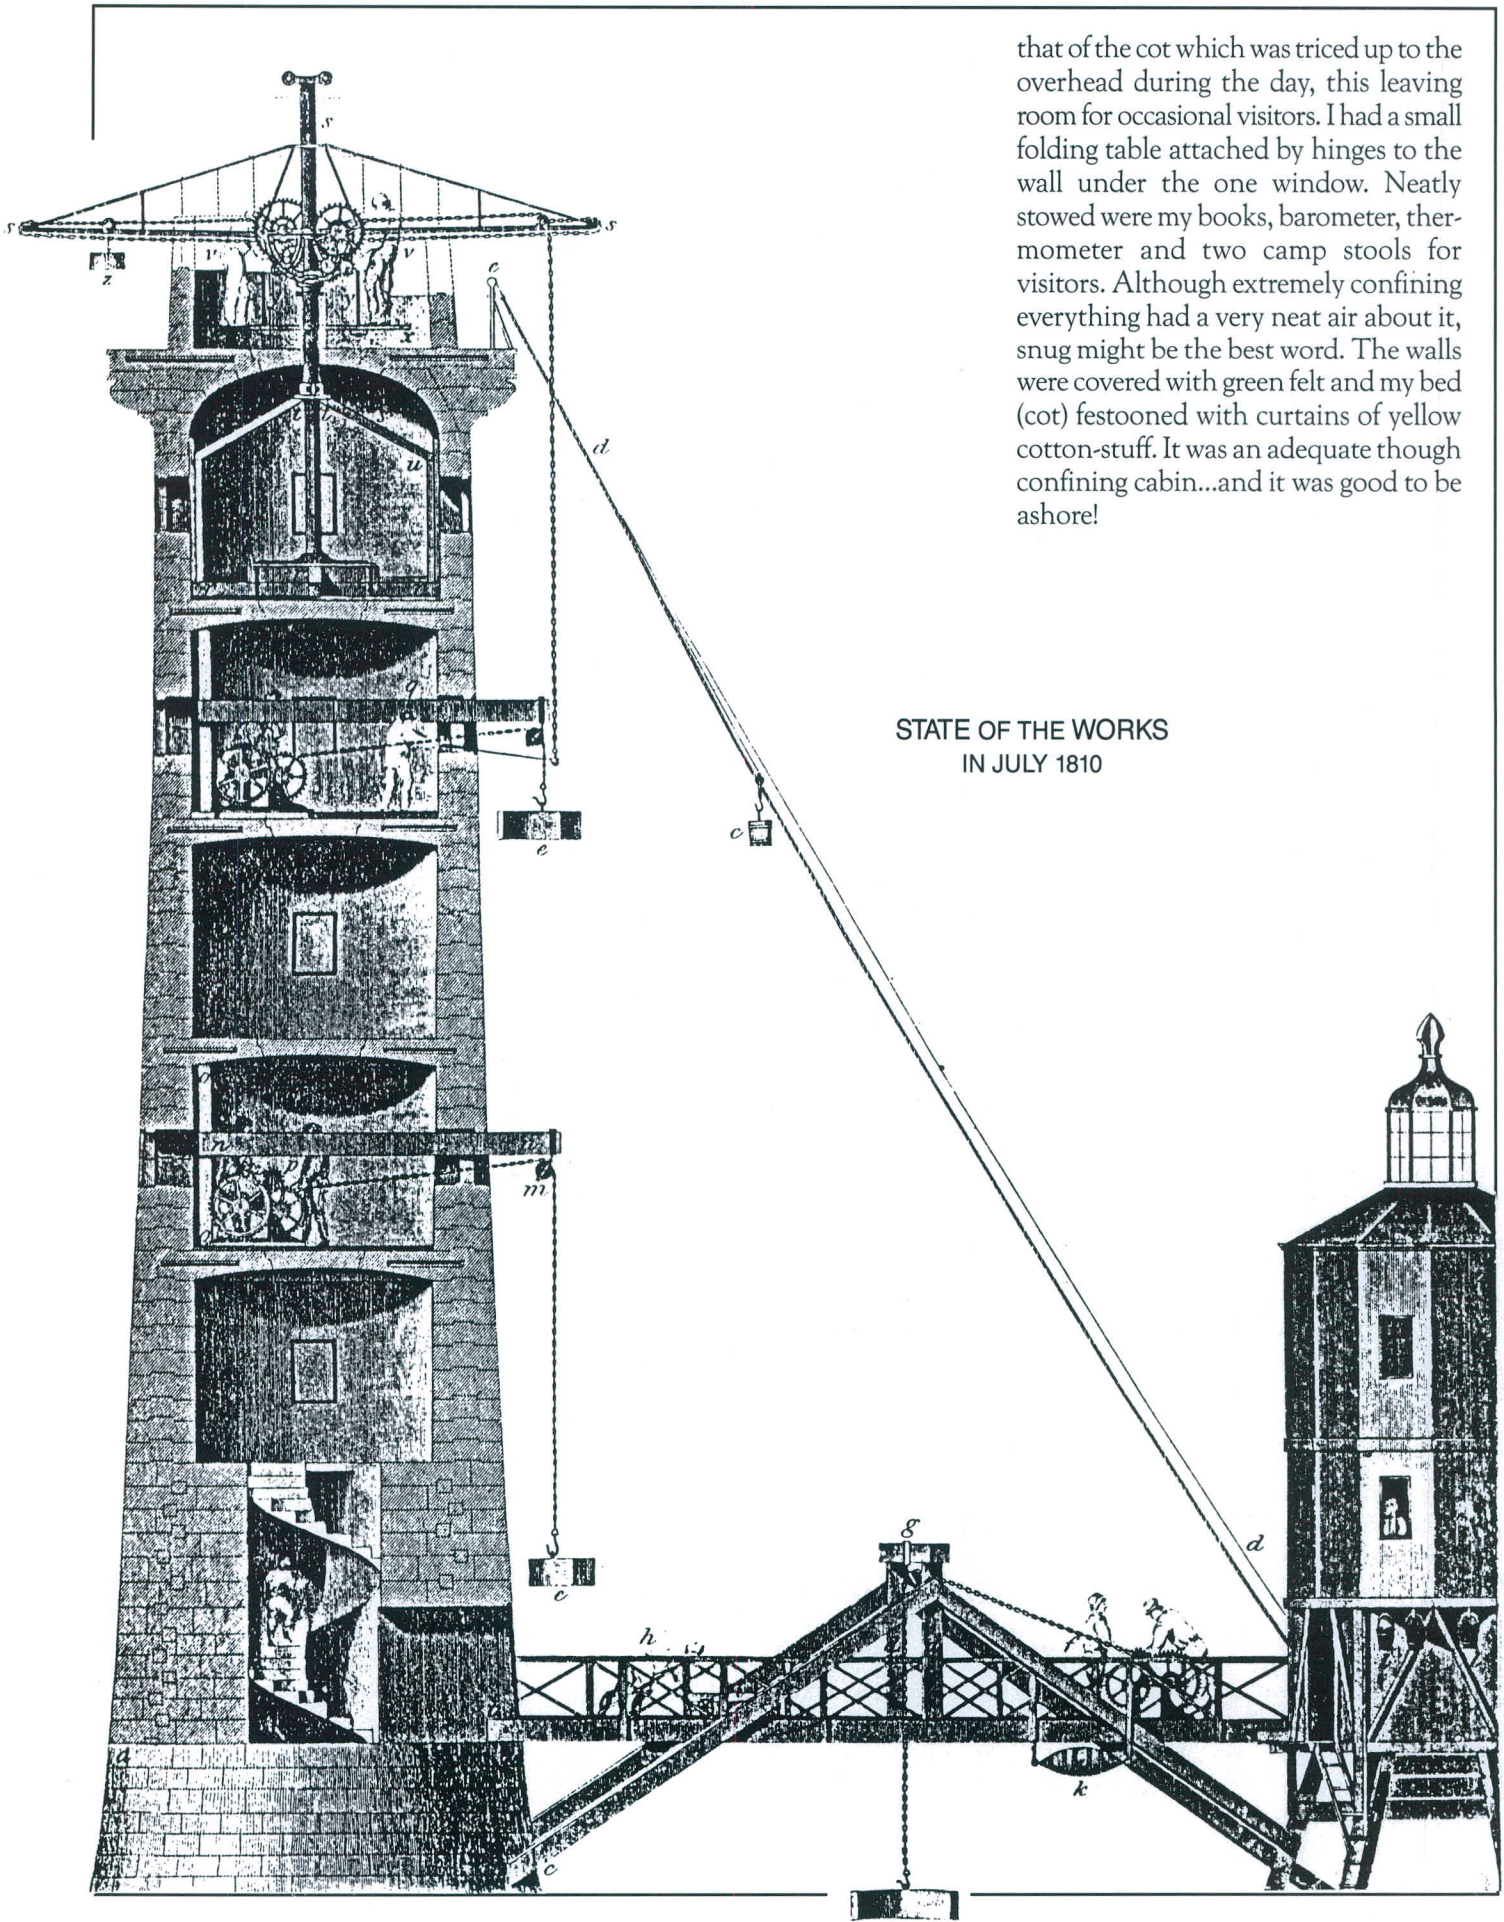 that of the cot which was triced up to the
overhead during the day, this leaving
room for occasional visitors. I had a small
folding table attached by hinges to the
wall under the one window. Neatly
stowed were my books, barometer, ther-
mometer and two camp stools for
visitors. Although extremely confining
everything had a very neat air about it,
snug might be the best word. The walls
were covered with green felt and my bed
(cot) festooned with curtains of yellow
cotton-stuff. It was an adequate though
confining cabin...and it was good to be
ashore!
STATE OF THE WORKS
IN JULY 1810
s
s
s
v
v
z
e
x
d
u
q
e
c
n
p
m
o
c
g
d
h
k
a
c